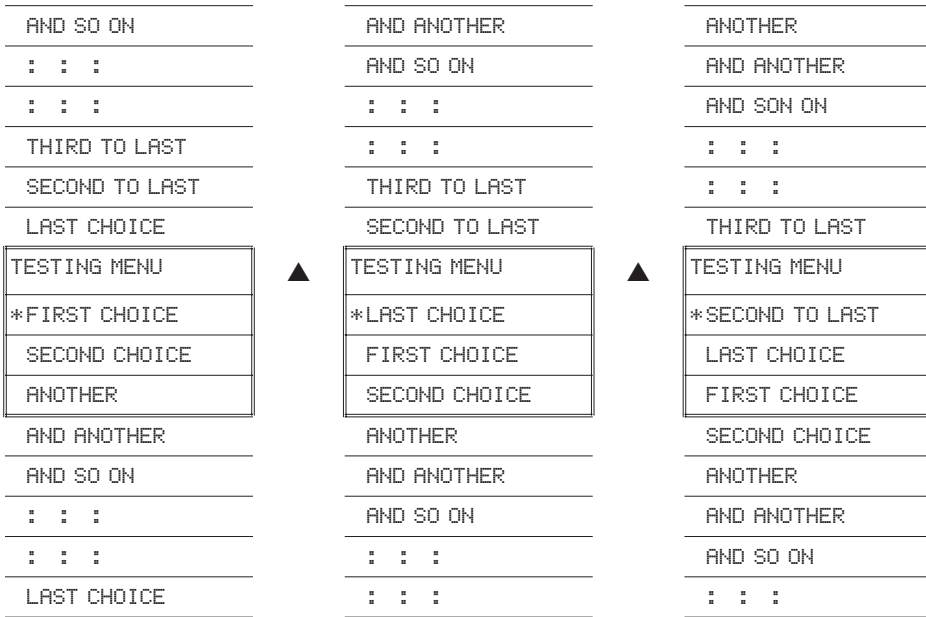 AND SO ON
: : :
: : :
THIRD TO LAST
SECOND TO LAST
LAST CHOICE
TESTING MENU
*FIRST CHOICE
SECOND CHOICE
ANOTHER
AND ANOTHER
AND SO ON
: : :
: : :
LAST CHOICE
AND ANOTHER
AND SO ON
: : :
: : :
THIRD TO LAST
SECOND TO LAST
TESTING MENU
*LAST CHOICE
FIRST CHOICE
SECOND CHOICE
ANOTHER
AND ANOTHER
AND SO ON
: : :
: : :
ANOTHER
AND ANOTHER
AND SON ON
: : :
: : :
THIRD TO LAST
TESTING MENU
*SECOND TO LAST
LAST CHOICE
FIRST CHOICE
SECOND CHOICE
ANOTHER
AND ANOTHER
AND SO ON
: : :